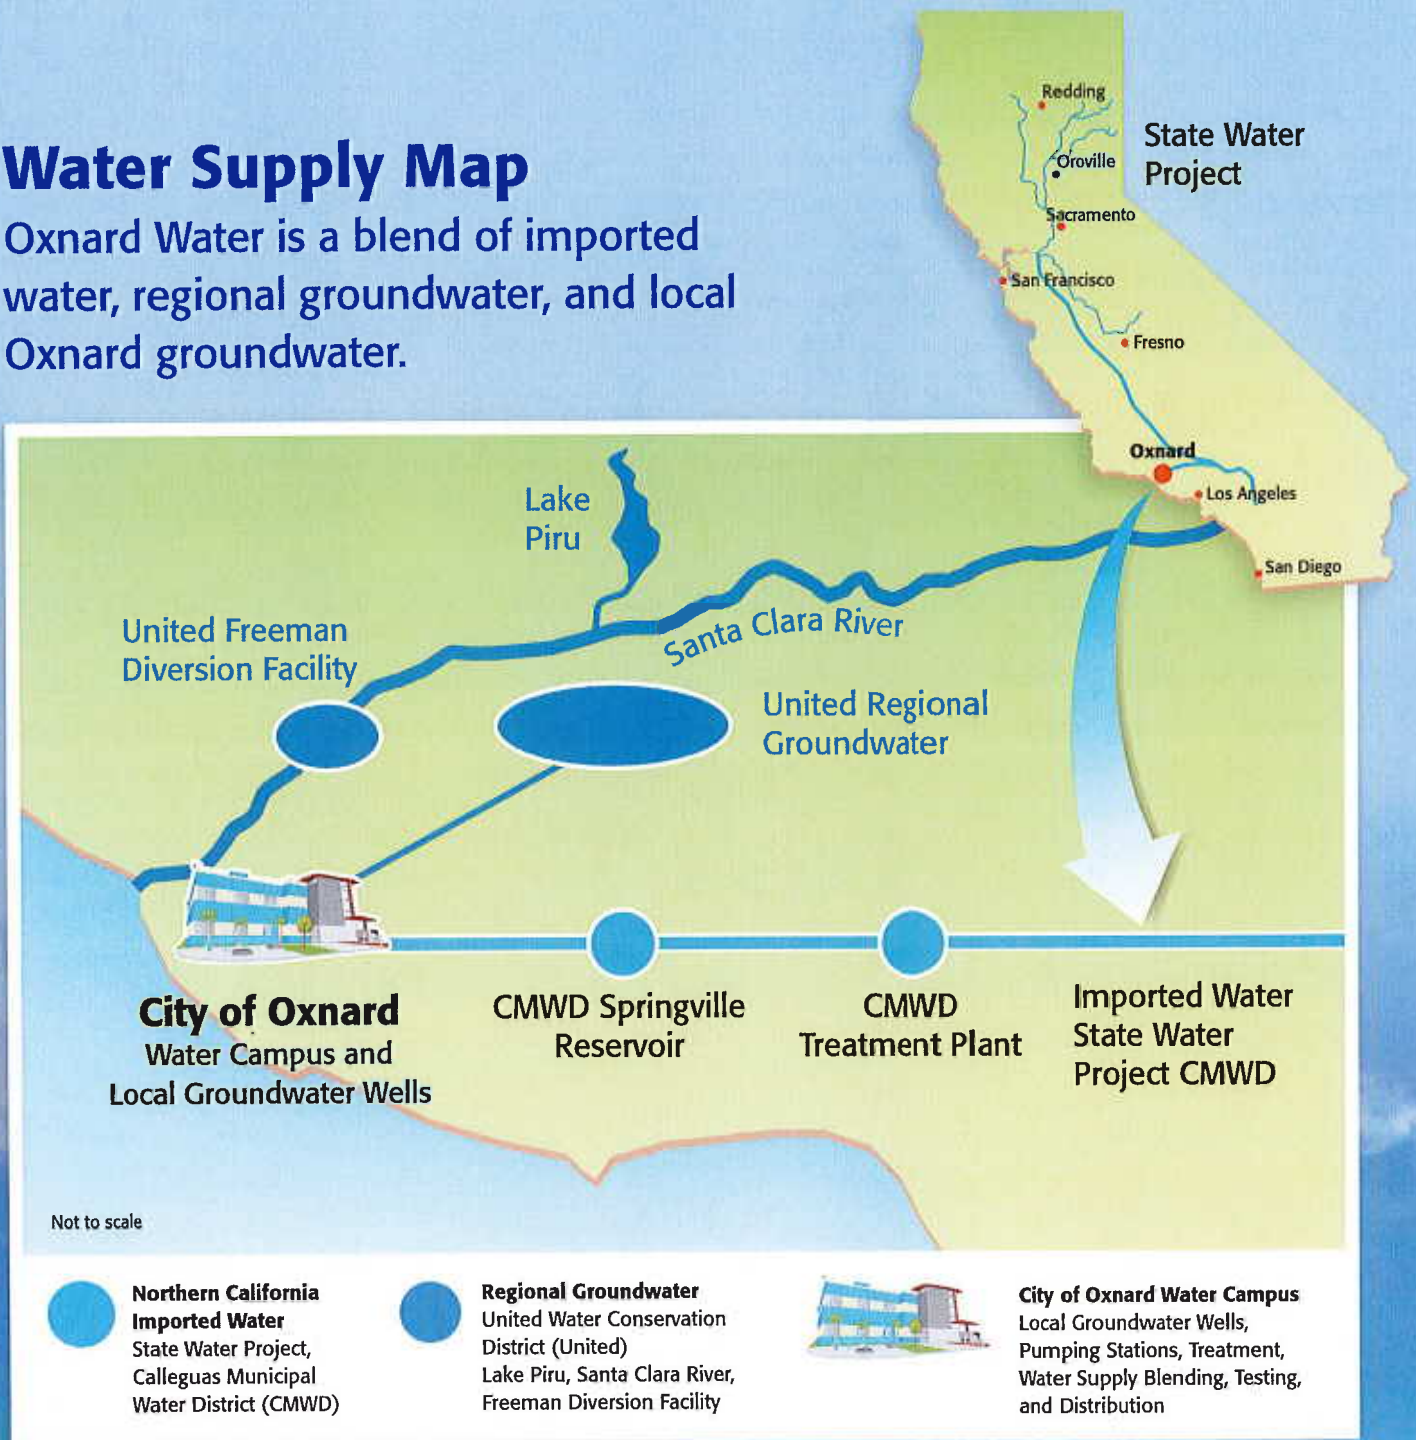 Water Supply Map
Oxnard Water is a blend of imported
water, regional groundwater, and local
Oxnard groundwater.
State Water
Project
Redding
Oroville
Sacramento
San Francisco
Fresno
Oxnard
Los Angeles
San Diego
Lake
Piru
Santa Clara River
United Freeman
Diversion Facility
United Regional
Groundwater
City of Oxnard
Water Campus and
Local Groundwater Wells
CMWD Springville
Reservoir
CMWD
Treatment Plant
Imported Water
State Water
Project CMWD
Not to scale
Northern California
Imported Water
State Water Project,
Calleguas Municipal
Water District (CMWD)
Regional Groundwater
United Water Conservation
District (United)
Lake Piru, Santa Clara River,
Freeman Diversion Facility
City of Oxnard Water Campus
Local Groundwater Wells,
Pumping Stations, Treatment,
Water Supply Blending, Testing,
and Distribution